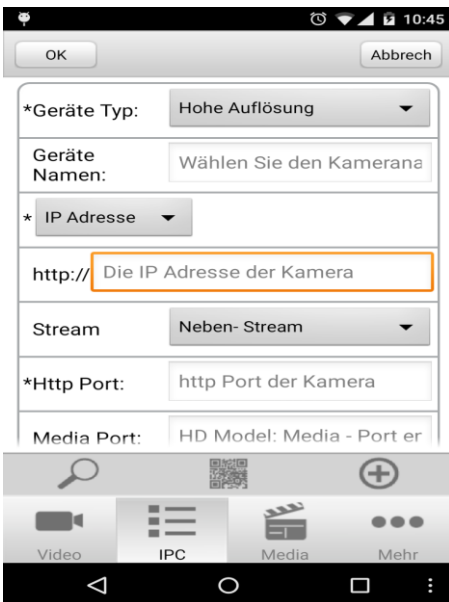 10:45
OK Abbrech
*Geräte Typ: Hohe Auflösung
Geräte
Namen: Wählen Sie den Kamerana
* IP Adresse
http:// Die IP Adresse der Kamera
Stream Neben- Stream
*Http Port: http Port der Kamera
Media Port: HD Model: Media - Port er
Video IPC Media Mehr